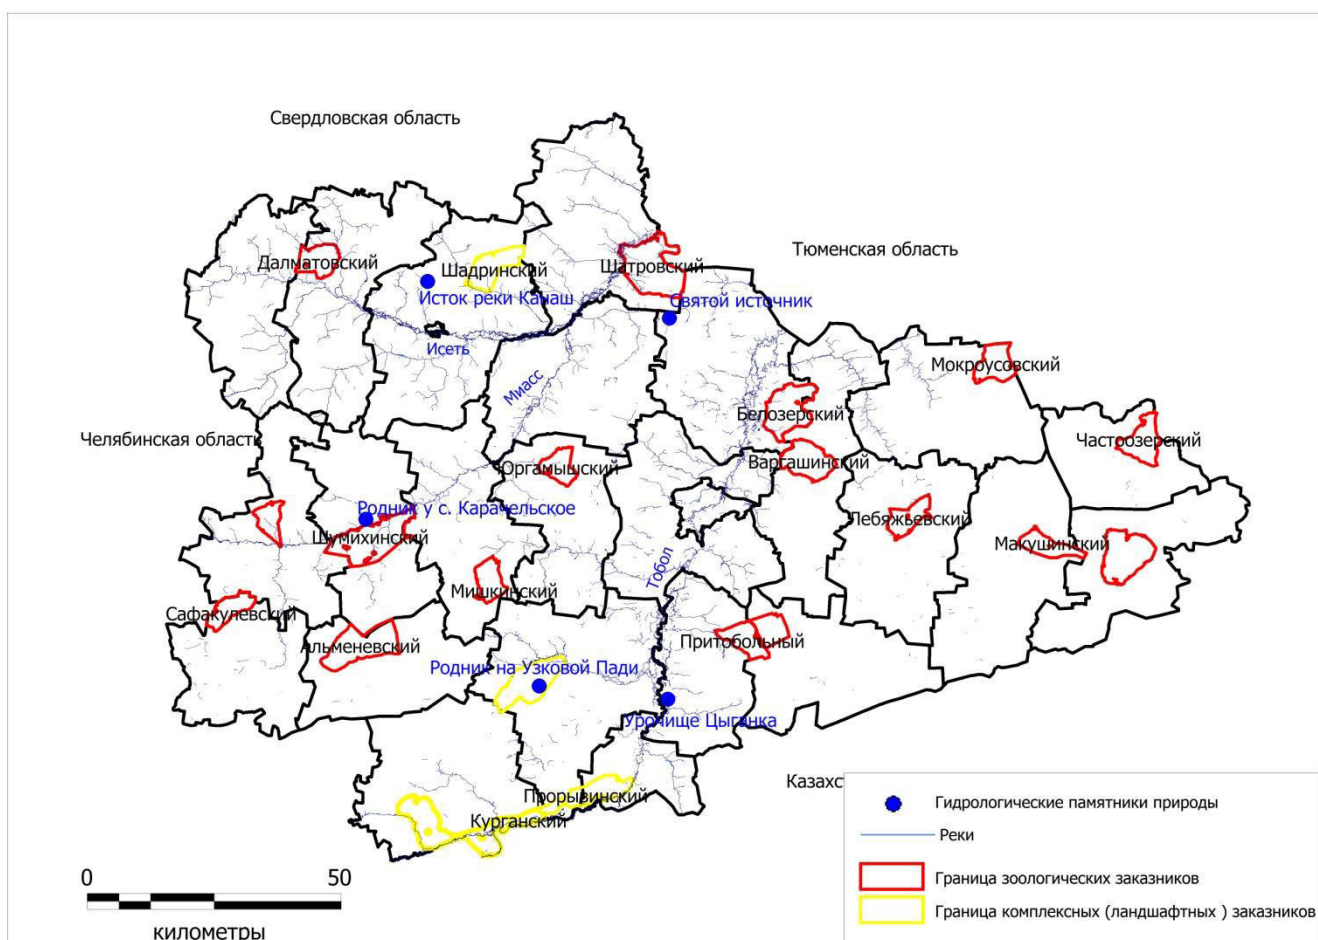 Свердловская область
Тюменская область
Далматовский
Шадринский
Шатровский
Исток реки Канаш
Святой источник
Исеть
Мокроусовский
Миасс
Белозерский
Челябинская область
Частоозерский
Варгашинский
Юргамышский
Родник у с. Карачельское
Лебяжьевский
Шумихинский
Макушинский
Тобол
Мишкинский
Сафакулевский
Притобольный
Альменевский
Родник на Узковой Пади
Урочище Цыганка
Казахс
Прорывинский
Курганский
Гидрологические памятники природы
Реки
0 50
километры
Граница зоологических заказников
Граница комплексных (ландшафтных ) заказников